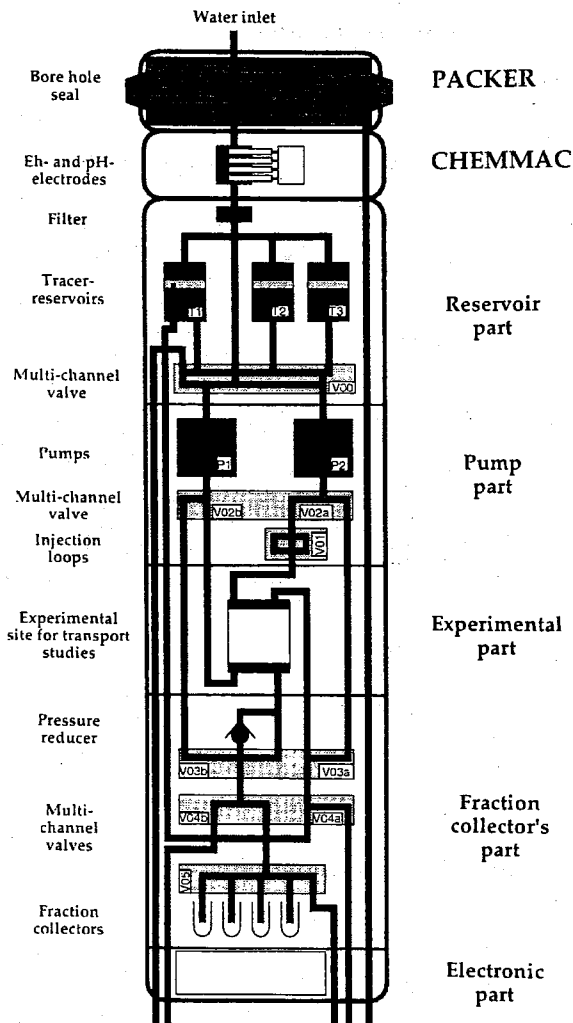 Water inlet
Bore hole
seal
PACKER
Eh- and pH-
electrodes
CHEMMAC
Filter
Tracer-
reservoirs
T1
T2
T3
Reservoir
part
Multi-channel
valve
V00
Pumps
P1
P2
Pump
part
Multi-channel
valve
V02b
V02a
Injection
loops
V01
Experimental
site for transport
studies
Experimental
part
Pressure
reducer
V03b
V03a
Multi-
channel
valves
V04b
V04a
Fraction
collector's
part
V05
Fraction
collectors
Electronic
part